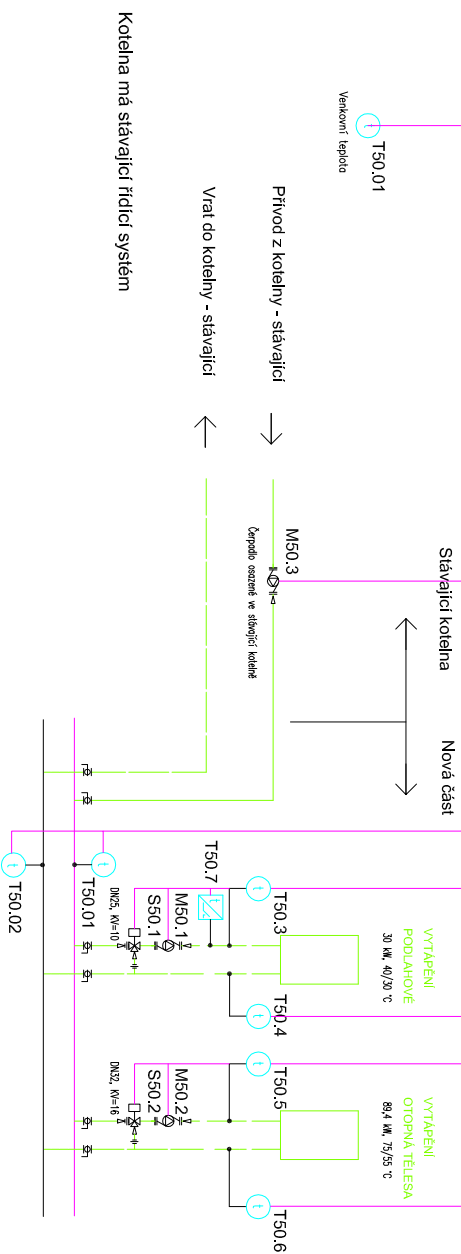 Stávající kotelna
Nová část
VYTÁPĚNÍ
PODLAHOVÉ
30 kW, 40/30 °C
VYTÁPĚNÍ
OTOPNÁ TĚLESA
89,4 kW, 75/55 °C
T50.01
Venkovní teplota
Přívod z kotelny - stávající
M50.3
Čerpadlo osazené ve stávající kotelně
T50.3
T50.4
T50.5
T50.6
T50.7
Vrat do kotelny - stávající
M50.1
S50.1
M50.2
S50.2
DN25, KV=10
DN32, KV=16
Kotelna má stávající řídící systém
T50.01
T50.02
t
t
t
t
t
t
t
t